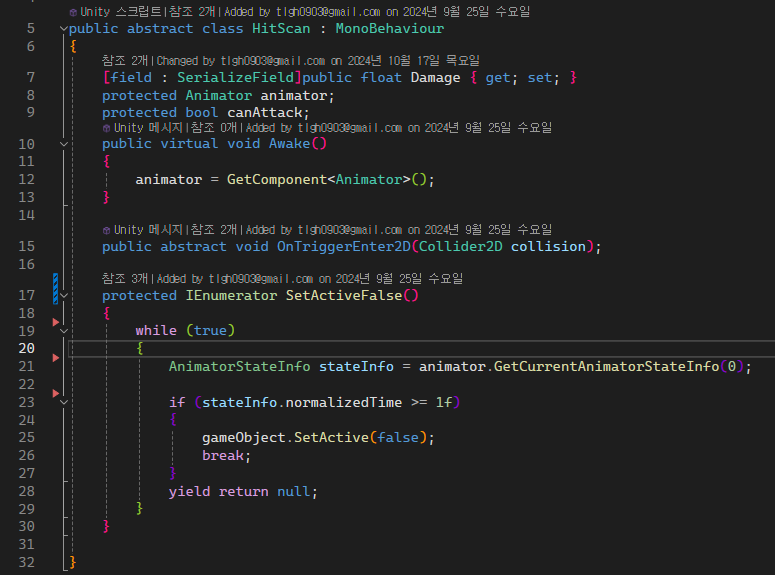 Unity 스크립트|참조 2개|Added by tlgh0903@gmail.com on 2024년 9월 25일 수요일
5 public abstract class HitScan : MonoBehaviour
6 {
참조 2개|Changed by tlgh0903@gmail.com on 2024년 10월 17일 목요일
7 [field : SerializeField]public float Damage { get; set; }
8 protected Animator animator;
9 protected bool canAttack;
Unity 메시지|참조 0개|Added by tlgh0903@gmail.com on 2024년 9월 25일 수요일
10 public virtual void Awake()
11 {
12 animator = GetComponent<Animator>();
13 }
14
Unity 메시지|참조 2개|Added by tlgh0903@gmail.com on 2024년 9월 25일 수요일
15 public abstract void OnTriggerEnter2D(Collider2D collision);
16
참조 3개|Added by tlgh0903@gmail.com on 2024년 9월 25일 수요일
17 protected IEnumerator SetActiveFalse()
18 {
19 while (true)
20 {
21 AnimatorStateInfo stateInfo = animator.GetCurrentAnimatorStateInfo(0);
22
23 if (stateInfo.normalizedTime >= 1f)
24 {
25 gameObject.SetActive(false);
26 break;
27 }
28 yield return null;
29 }
30 }
31
32 }